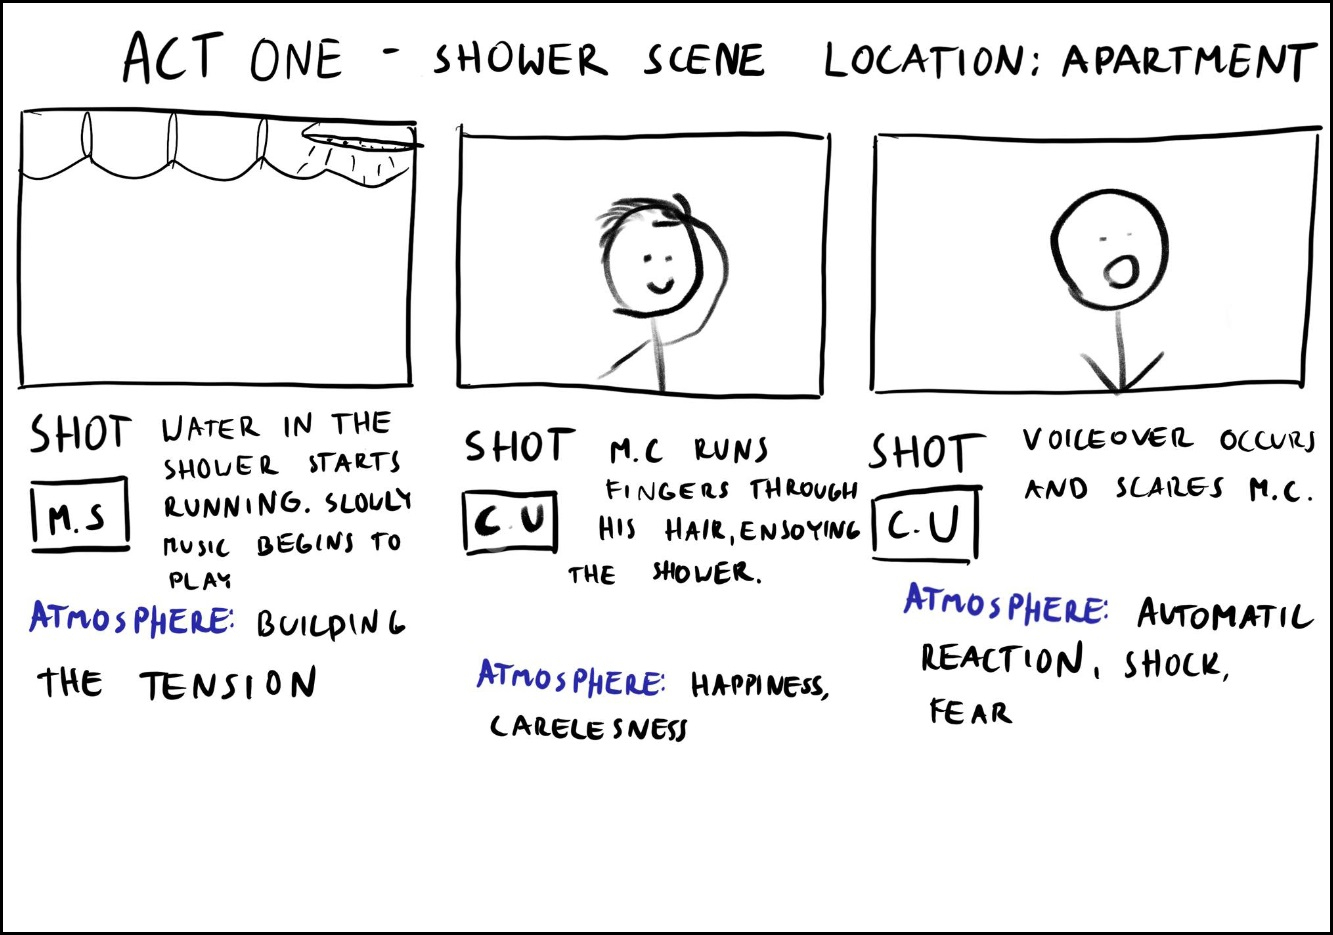 ACT ONE - SHOWER SCENE LOCATION: APARTMENT
SHOT
M.S
WATER IN THE
SHOWER STARTS
RUNNING. SLOWLY
MUSIC BEGINS TO
PLAY
ATMOSPHERE: BUILDING
THE TENSION
SHOT
C.U
M.C RUNS
FINGERS THROUGH
HIS HAIR, ENJOYING
THE SHOWER.
ATMOSPHERE: HAPPINESS,
CARELESNESS
SHOT
C.U
VOICEOVER OCCURS
AND SCARES M.C.
ATMOSPHERE: AUTOMATIC
REACTION, SHOCK,
FEAR